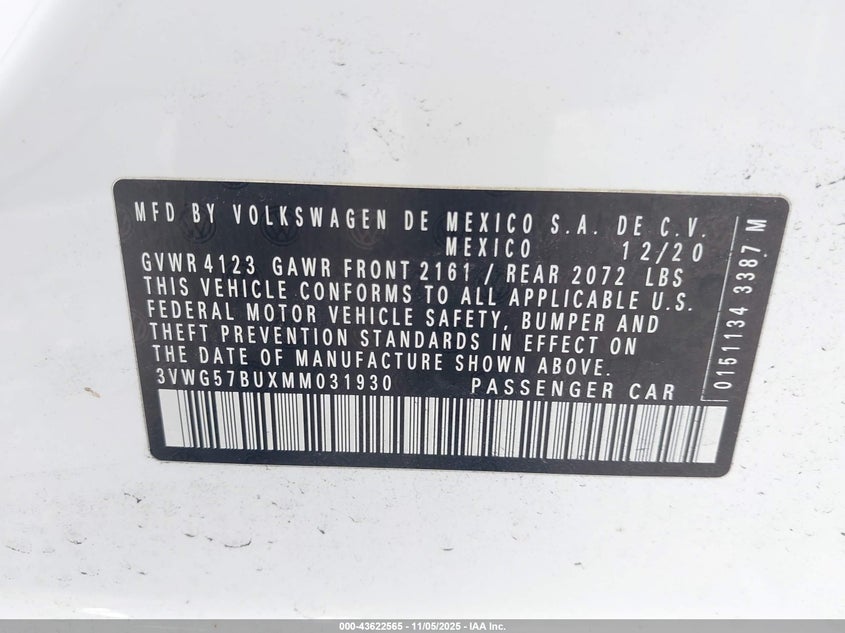 MFD BY VOLKSWAGEN DE MEXICO S.A. DE C.V.
MEXICO 12/20
GVWR 4123 GAWR FRONT 2161 / REAR 2072 LBS
THIS VEHICLE CONFORMS TO ALL APPLICABLE U.S.
FEDERAL MOTOR VEHICLE SAFETY, BUMPER AND
THEFT PREVENTION STANDARDS IN EFFECT ON
THE DATE OF MANUFACTURE SHOWN ABOVE.
3VWG57BUXMM031930 PASSENGER CAR
0151134 3387 M
000-43622565 - 11/05/2025 - IAA Inc.